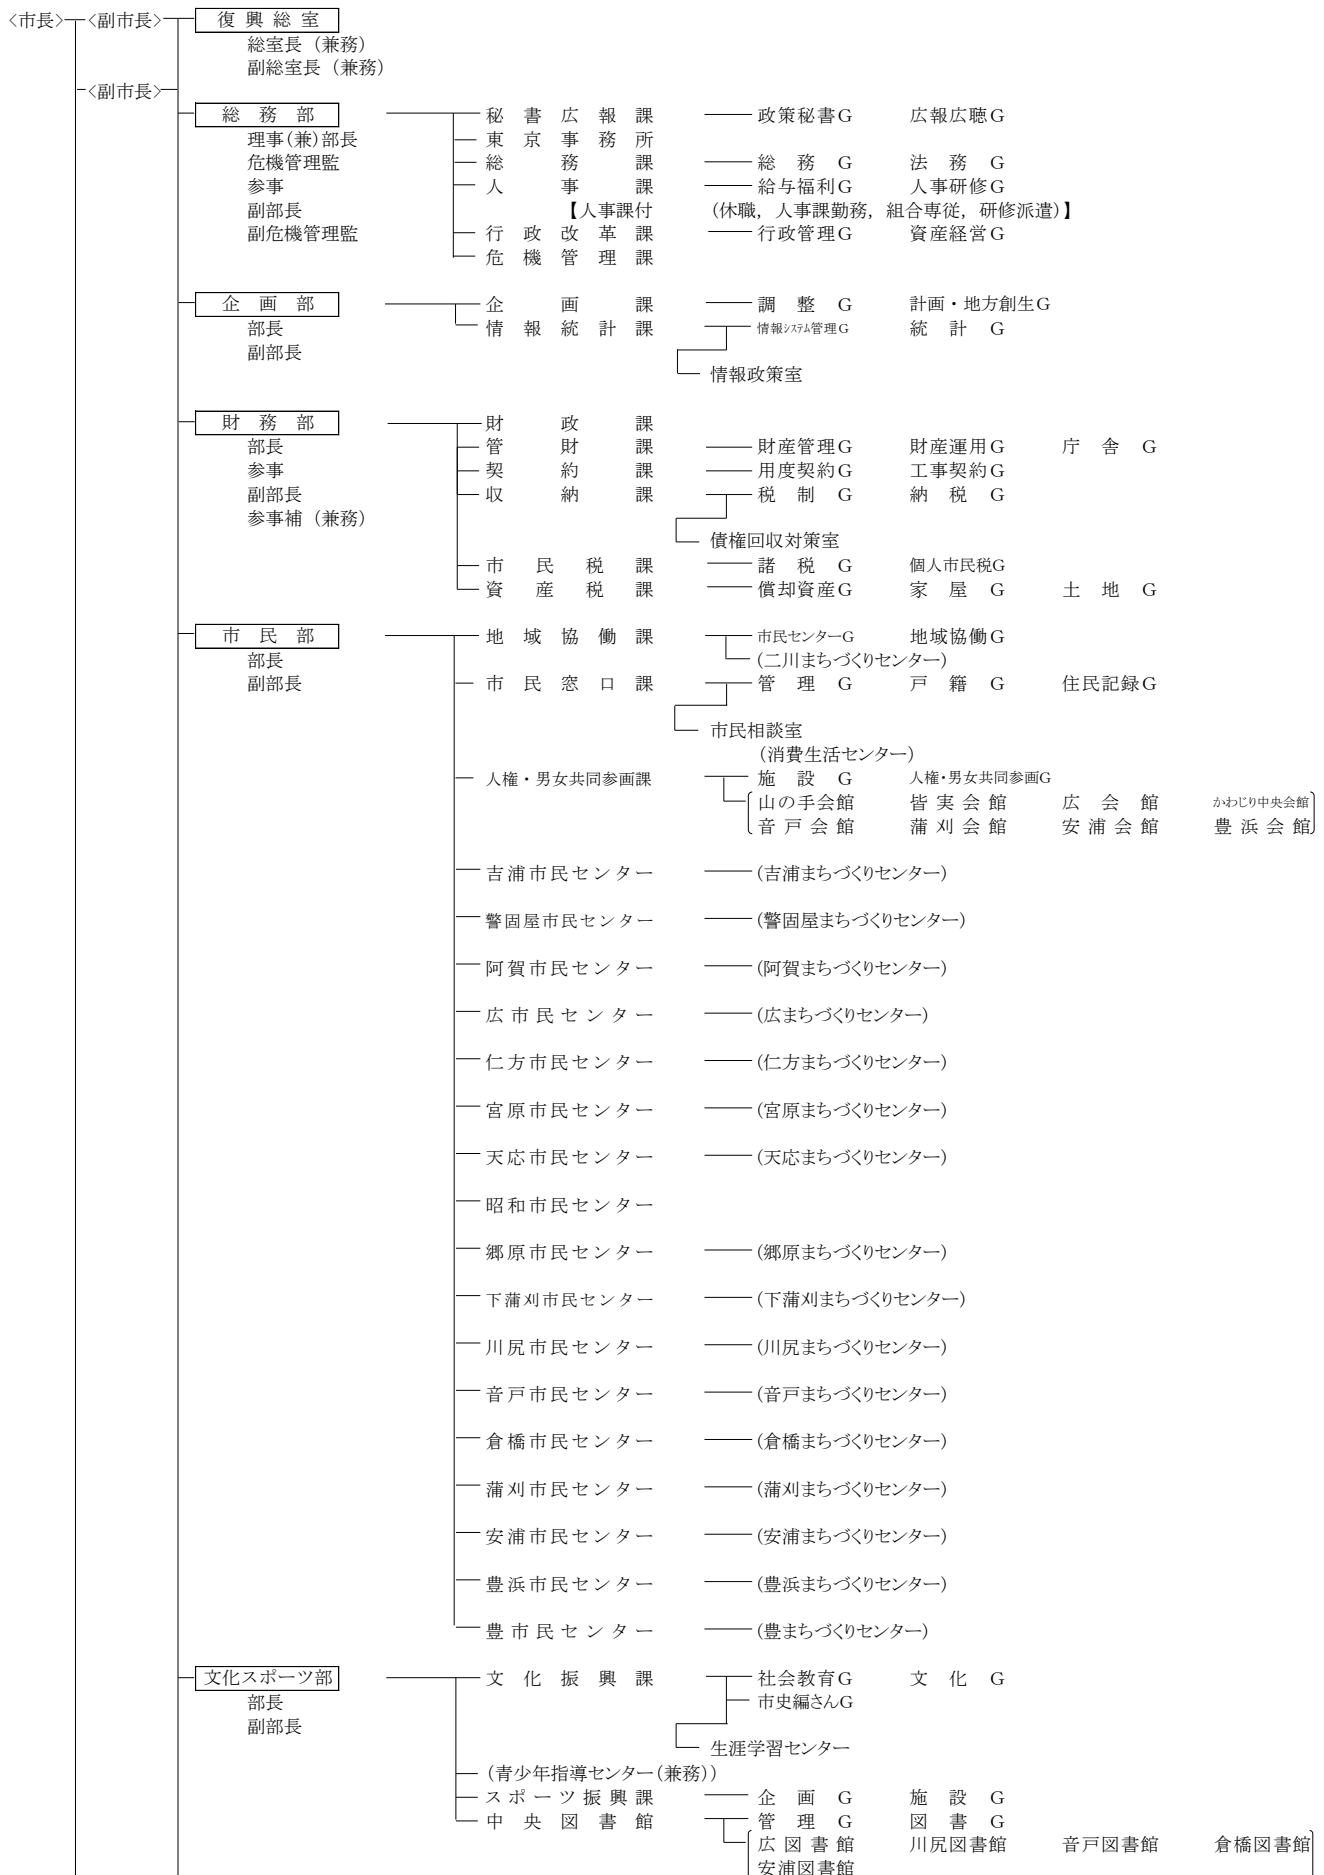 <市長> <副市長> 復興総室
総室長（兼務）
副総室長（兼務）
<副市長>
総務部 秘書広報課 政策秘書G 広報広聴G
理事(兼)部長 東京事務所
危機管理監 総務課 総務G 法務G
参事 人事課 給与福利G 人事研修G
副部長 【人事課付 （休職，人事課勤務，組合専従，研修派遣）】
副危機管理監 行政改革課 行政管理G 資産経営G
危機管理課
企画部 企画課 調整G 計画・地方創生G
部長 情報統計課 情報システム管理G 統計G
副部長
情報政策室
財務部 財政課
部長 管財課 財産管理G 財産運用G 庁舎G
参事 契約課 用度契約G 工事契約G
副部長 収納課 税制G 納税G
参事補（兼務）
債権回収対策室
市民税課 諸税G 個人市民税G
資産税課 償却資産G 家屋G 土地G
市民部 地域協働課 市民センターG 地域協働G
部長 (二川まちづくりセンター)
副部長 市民窓口課 管理G 戸籍G 住民記録G
市民相談室
(消費生活センター)
人権・男女共同参画課 施設G 人権・男女共同参画G
山の手会館 皆実会館 広会館 かわじり中央会館
音戸会館 蒲刈会館 安浦会館 豊浜会館
吉浦市民センター (吉浦まちづくりセンター)
警固屋市民センター (警固屋まちづくりセンター)
阿賀市民センター (阿賀まちづくりセンター)
広市民センター (広まちづくりセンター)
仁方市民センター (仁方まちづくりセンター)
宮原市民センター (宮原まちづくりセンター)
天応市民センター (天応まちづくりセンター)
昭和市民センター
郷原市民センター (郷原まちづくりセンター)
下蒲刈市民センター (下蒲刈まちづくりセンター)
川尻市民センター (川尻まちづくりセンター)
音戸市民センター (音戸まちづくりセンター)
倉橋市民センター (倉橋まちづくりセンター)
蒲刈市民センター (蒲刈まちづくりセンター)
安浦市民センター (安浦まちづくりセンター)
豊浜市民センター (豊浜まちづくりセンター)
豊市民センター (豊まちづくりセンター)
文化スポーツ部 文化振興課 社会教育G 文化G
部長 市史編さんG
副部長
生涯学習センター
(青少年指導センター(兼務))
スポーツ振興課 企画G 施設G
中央図書館 管理G 図書G
広図書館 川尻図書館 音戸図書館 倉橋図書館
安浦図書館